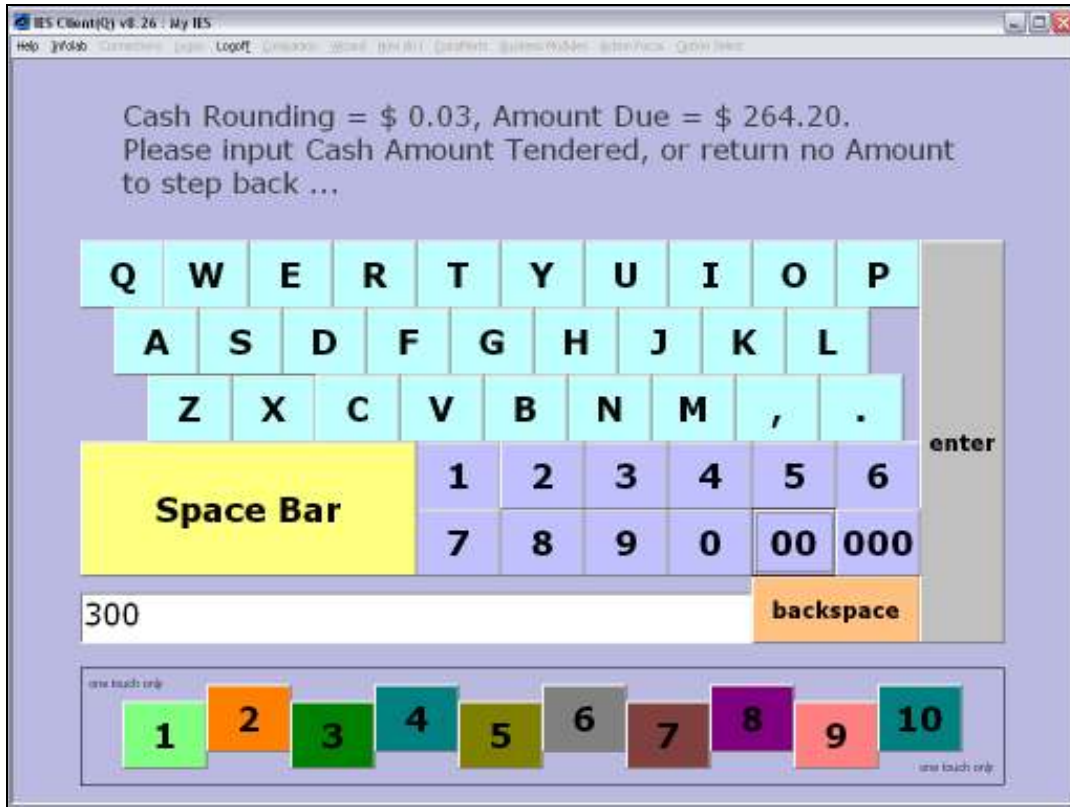 IES Client(Q) v8.26 : My IES
Help Infolab Logoff
Cash Rounding = $ 0.03, Amount Due = $ 264.20.
Please input Cash Amount Tendered, or return no Amount
to step back ...
Q W E R T Y U I O P
A S D F G H J K L
Z X C V B N M , .
enter
1 2 3 4 5 6
Space Bar
7 8 9 0 00 000
300
backspace
one touch only
1 2 3 4 5 6 7 8 9 10
one touch only